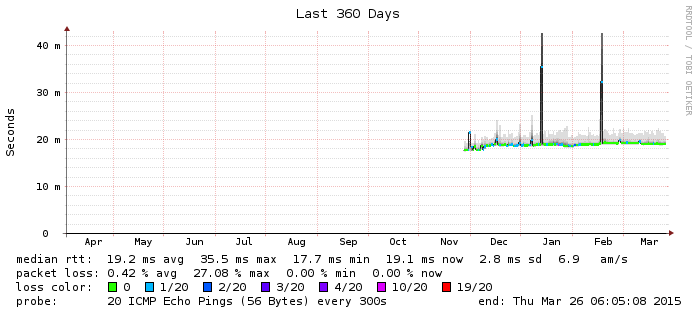 Last 360 Days
RRDTOOL / TOBI OETIKER
Seconds
40 m
30 m
20 m
10 m
0
Apr May Jun Jul Aug Sep Oct Nov Dec Jan Feb Mar
median rtt: 19.2 ms avg 35.5 ms max 17.7 ms min 19.1 ms now 2.8 ms sd 6.9 am/s
packet loss: 0.42 % avg 27.08 % max 0.00 % min 0.00 % now
loss color: 0 1/20 2/20 3/20 4/20 10/20 19/20
probe: 20 ICMP Echo Pings (56 Bytes) every 300s end: Thu Mar 26 06:05:08 2015